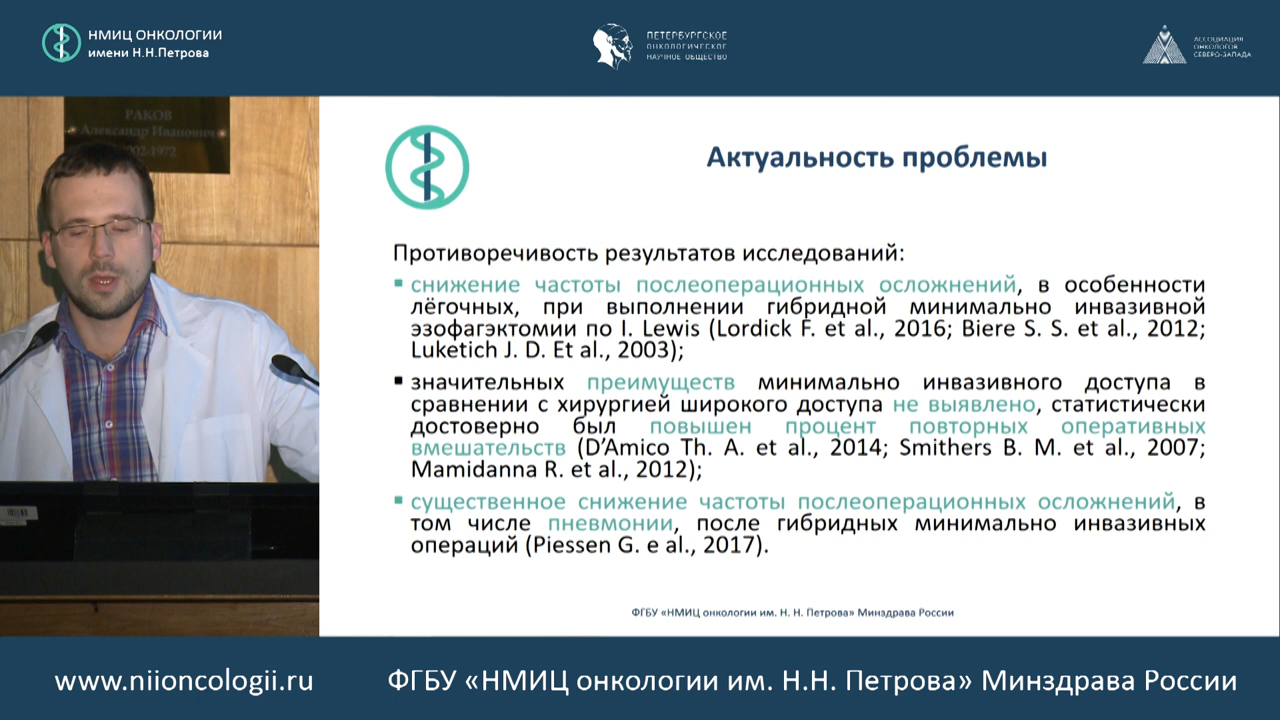 НМИЦ ОНКОЛОГИИ
имени Н.Н.Петрова
ПЕТЕРБУРГСКОЕ
ОНКОЛОГИЧЕСКОЕ
НАУЧНОЕ ОБЩЕСТВО
АССОЦИАЦИЯ
ОНКОЛОГОВ
СЕВЕРО-ЗАПАДА
РАКОВ
Александр Иванович
1902-1972
Актуальность проблемы
Противоречивость результатов исследований:
снижение частоты послеоперационных осложнений, в особенности
лёгочных, при выполнении гибридной минимально инвазивной
эзофагэктомии по I. Lewis (Lordick F. et al., 2016; Biere S. S. et al., 2012;
Luketich J. D. Et al., 2003);
значительных преимуществ минимально инвазивного доступа в
сравнении с хирургией широкого доступа не выявлено, статистически
достоверно был повышен процент повторных оперативных
вмешательств (D’Amico Th. A. et al., 2014; Smithers B. M. et al., 2007;
Mamidanna R. et al., 2012);
существенное снижение частоты послеоперационных осложнений, в
том числе пневмонии, после гибридных минимально инвазивных
операций (Piessen G. e al., 2017).
ФГБУ «НМИЦ онкологии им. Н. Н. Петрова» Минздрава России
www.niioncologii.ru
ФГБУ «НМИЦ онкологии им. Н.Н. Петрова» Минздрава России